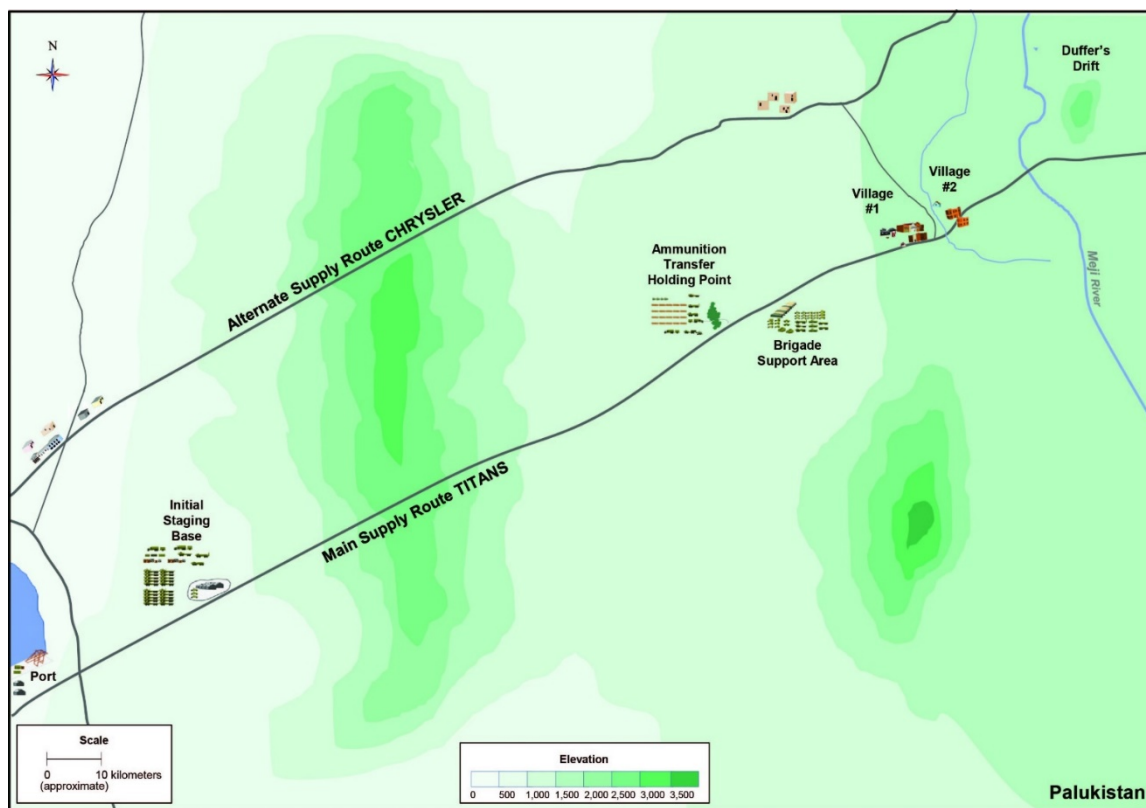 N
Duffer's
Drift
Village
#2
Village
#1
Alternate Supply Route CHRYSLER
Ammunition
Transfer
Holding Point
Meji River
Brigade
Support Area
Main Supply Route TITANS
Initial
Staging
Base
Port
Scale
0 10 kilometers
(approximate)
Elevation
0 500 1,000 1,500 2,000 2,500 3,000 3,500
Palukistan